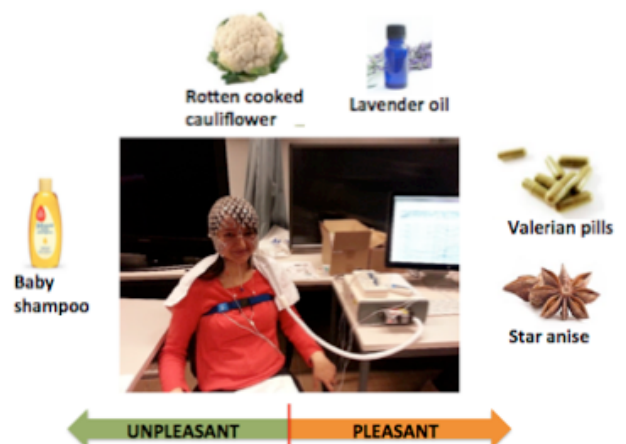 Rotten cooked
cauliflower
Lavender oil
Valerian pills
Baby
shampoo
Star anise
UNPLEASANT
PLEASANT